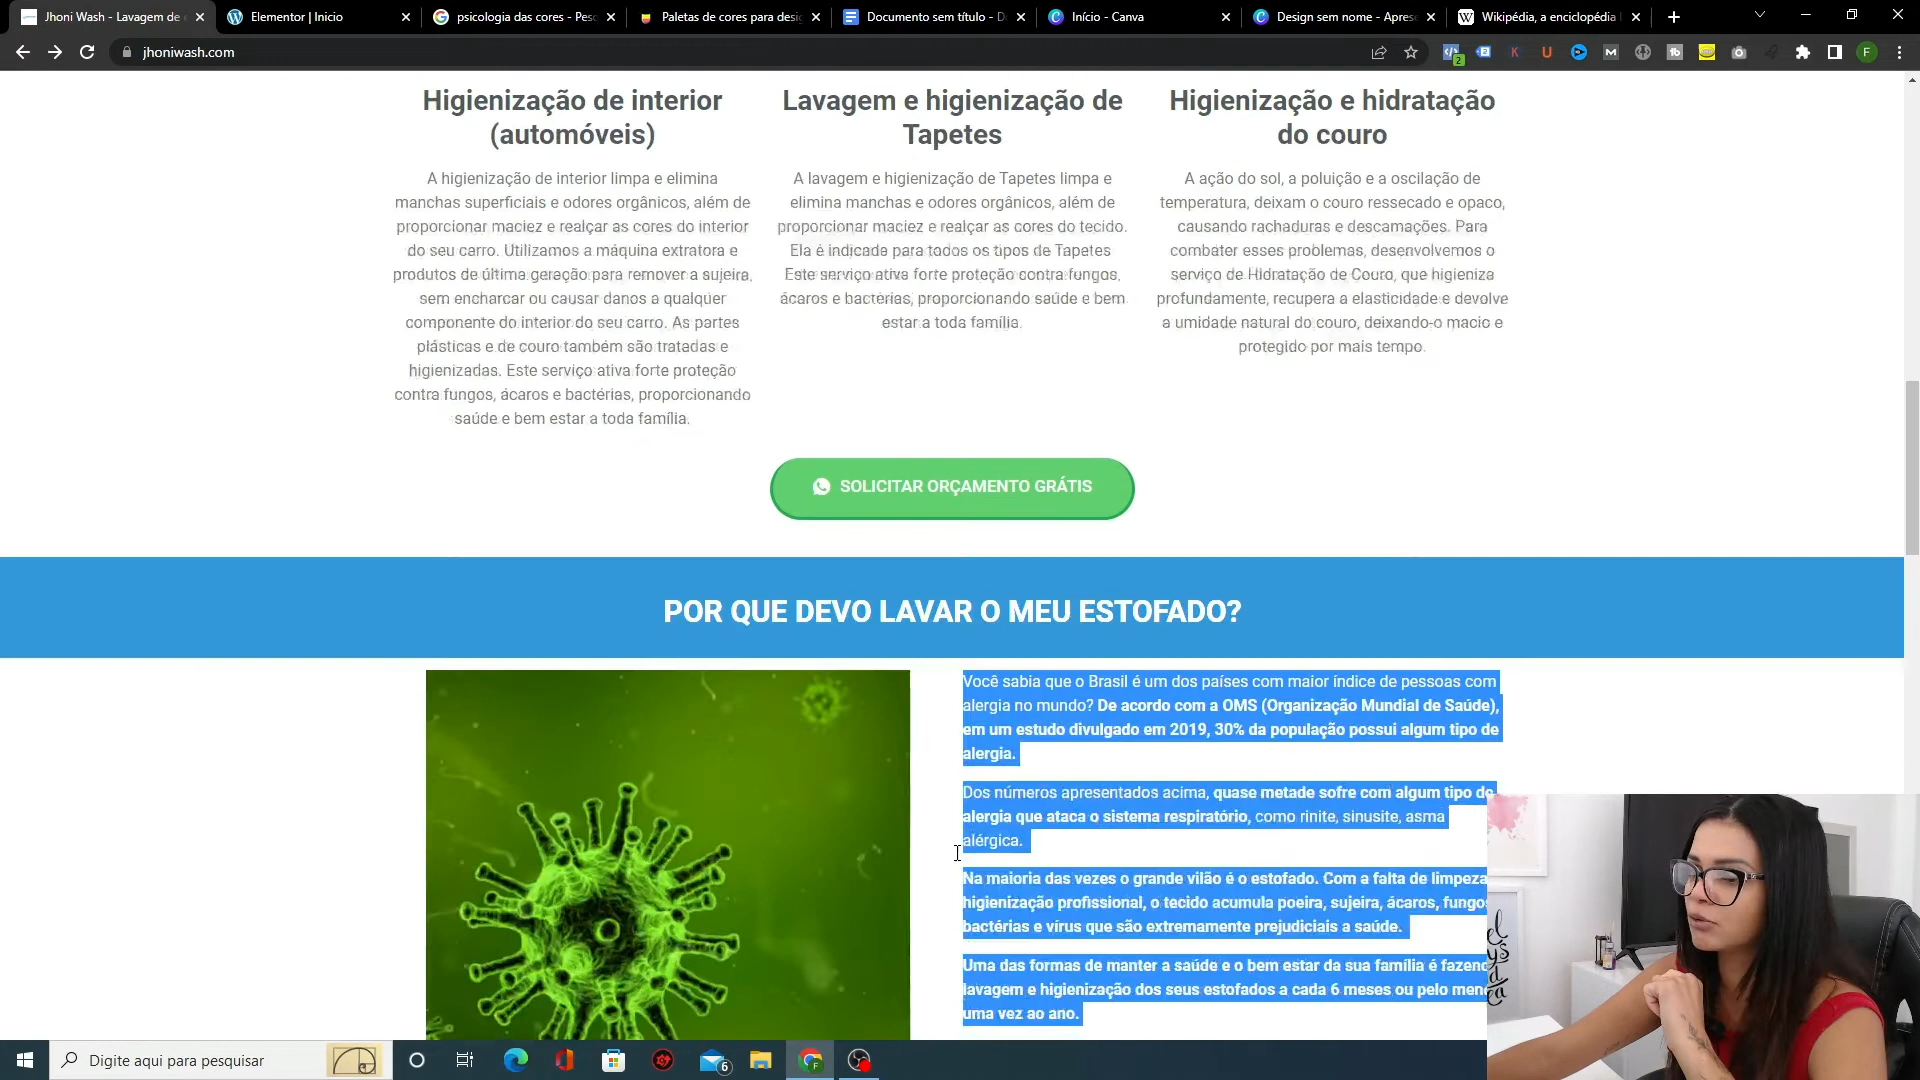 Jhoni Wash - Lavagem de
Elementor | Inicio
psicologia das cores - Pes
Paletas de cores para desi
Documento sem título - D
Início - Canva
Design sem nome - Apres
Wikipédia, a enciclopédia
jhoniwash.com
2
K
U
M
F
Higienização de interior
(automóveis)
A higienização de interior limpa e elimina
manchas superficiais e odores orgânicos, além de
proporcionar maciez e realçar as cores do interior
do seu carro. Utilizamos a máquina extratora e
produtos de última geração para remover a sujeira,
sem encharcar ou causar danos a qualquer
componente do interior do seu carro. As partes
plásticas e de couro também são tratadas e
higienizadas. Este serviço ativa forte proteção
contra fungos, ácaros e bactérias, proporcionando
saúde e bem estar a toda família.
Lavagem e higienização de
Tapetes
A lavagem e higienização de Tapetes limpa e
elimina manchas e odores orgânicos, além de
proporcionar maciez e realçar as cores do tecido.
Ela é indicada para todos os tipos de Tapetes
Este serviço ativa forte proteção contra fungos,
ácaros e bactérias, proporcionando saúde e bem
estar a toda família.
Higienização e hidratação
do couro
A ação do sol, a poluição e a oscilação de
temperatura, deixam o couro ressecado e opaco,
causando rachaduras e descamações. Para
combater esses problemas, desenvolvemos o
serviço de Hidratação de Couro, que higieniza
profundamente, recupera a elasticidade e devolve
a umidade natural do couro, deixando-o macio e
protegido por mais tempo.
SOLICITAR ORÇAMENTO GRÁTIS
POR QUE DEVO LAVAR O MEU ESTOFADO?
Você sabia que o Brasil é um dos países com maior índice de pessoas com
alergia no mundo? De acordo com a OMS (Organização Mundial de Saúde),
em um estudo divulgado em 2019, 30% da população possui algum tipo de
alergia.
Dos números apresentados acima, quase metade sofre com algum tipo de
alergia que ataca o sistema respiratório, como rinite, sinusite, asma
alérgica.
Na maioria das vezes o grande vilão é o estofado. Com a falta de limpeza
higienização profissional, o tecido acumula poeira, sujeira, ácaros, fungos
bactérias e vírus que são extremamente prejudiciais a saúde.
Uma das formas de manter a saúde e o bem estar da sua família é fazend
lavagem e higienização dos seus estofados a cada 6 meses ou pelo men
uma vez ao ano.
Digite aqui para pesquisar
6